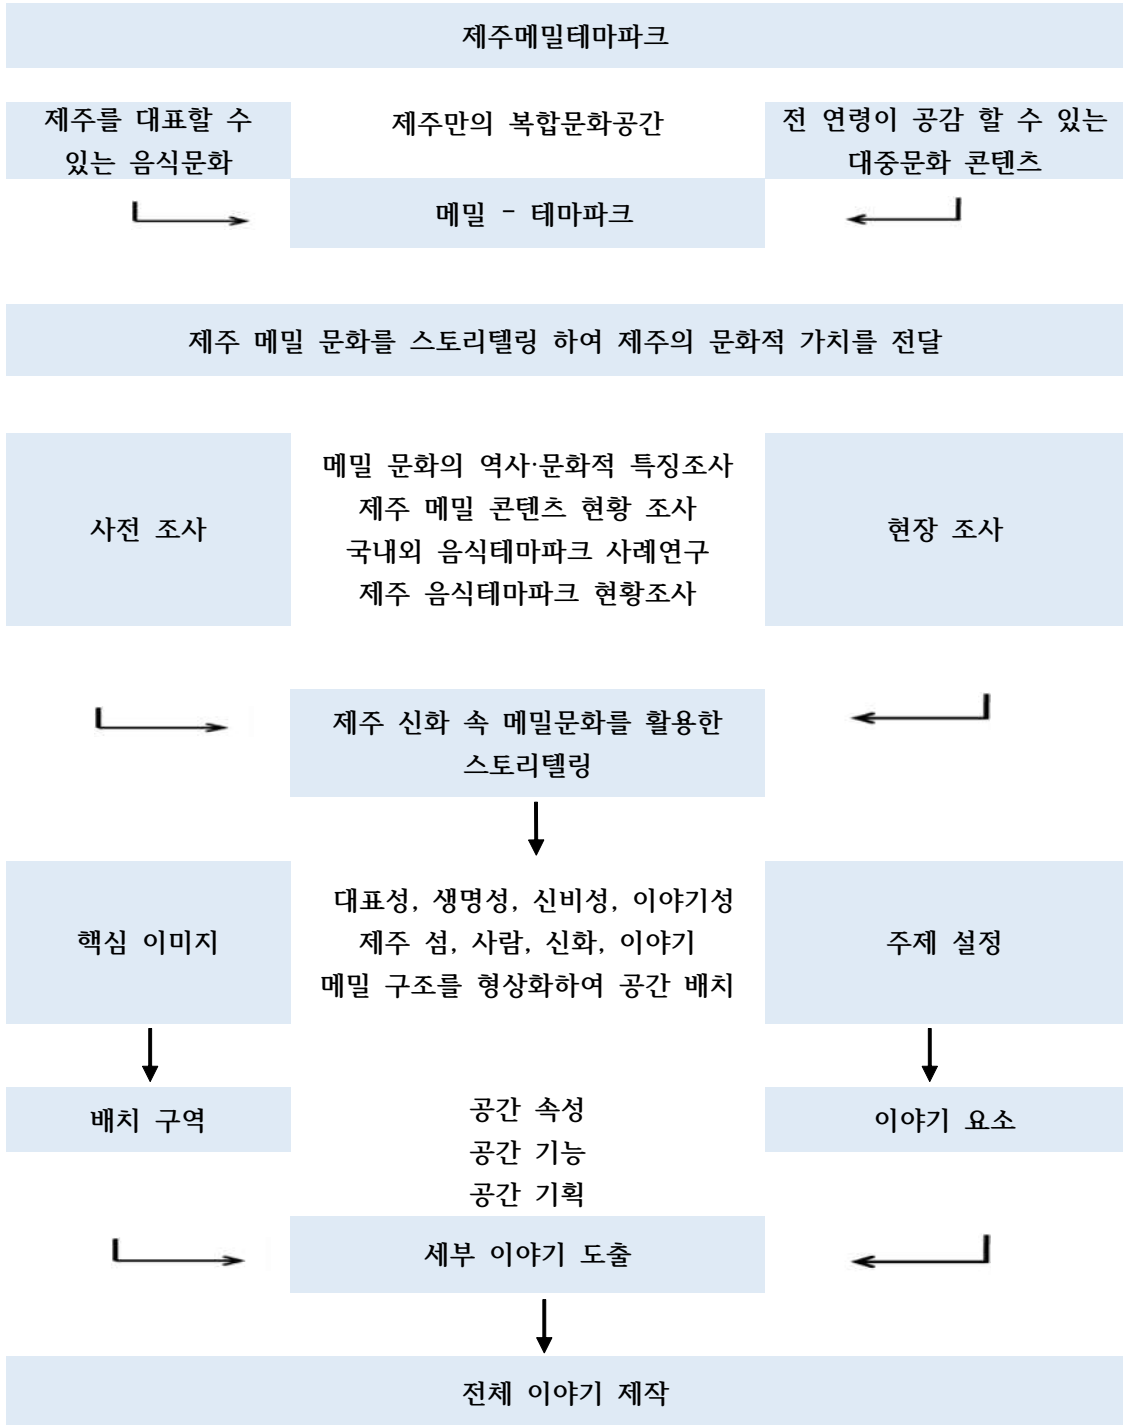 제주메밀테마파크
제주를 대표할 수
있는 음식문화
제주만의 복합문화공간
전 연령이 공감 할 수 있는
대중문화 콘텐츠
메밀 - 테마파크
제주 메밀 문화를 스토리텔링 하여 제주의 문화적 가치를 전달
사전 조사
메밀 문화의 역사·문화적 특징조사
제주 메밀 콘텐츠 현황 조사
국내외 음식테마파크 사례연구
제주 음식테마파크 현황조사
현장 조사
제주 신화 속 메밀문화를 활용한
스토리텔링
핵심 이미지
대표성, 생명성, 신비성, 이야기성
제주 섬, 사람, 신화, 이야기
메밀 구조를 형상화하여 공간 배치
주제 설정
배치 구역
공간 속성
공간 기능
공간 기획
이야기 요소
세부 이야기 도출
전체 이야기 제작